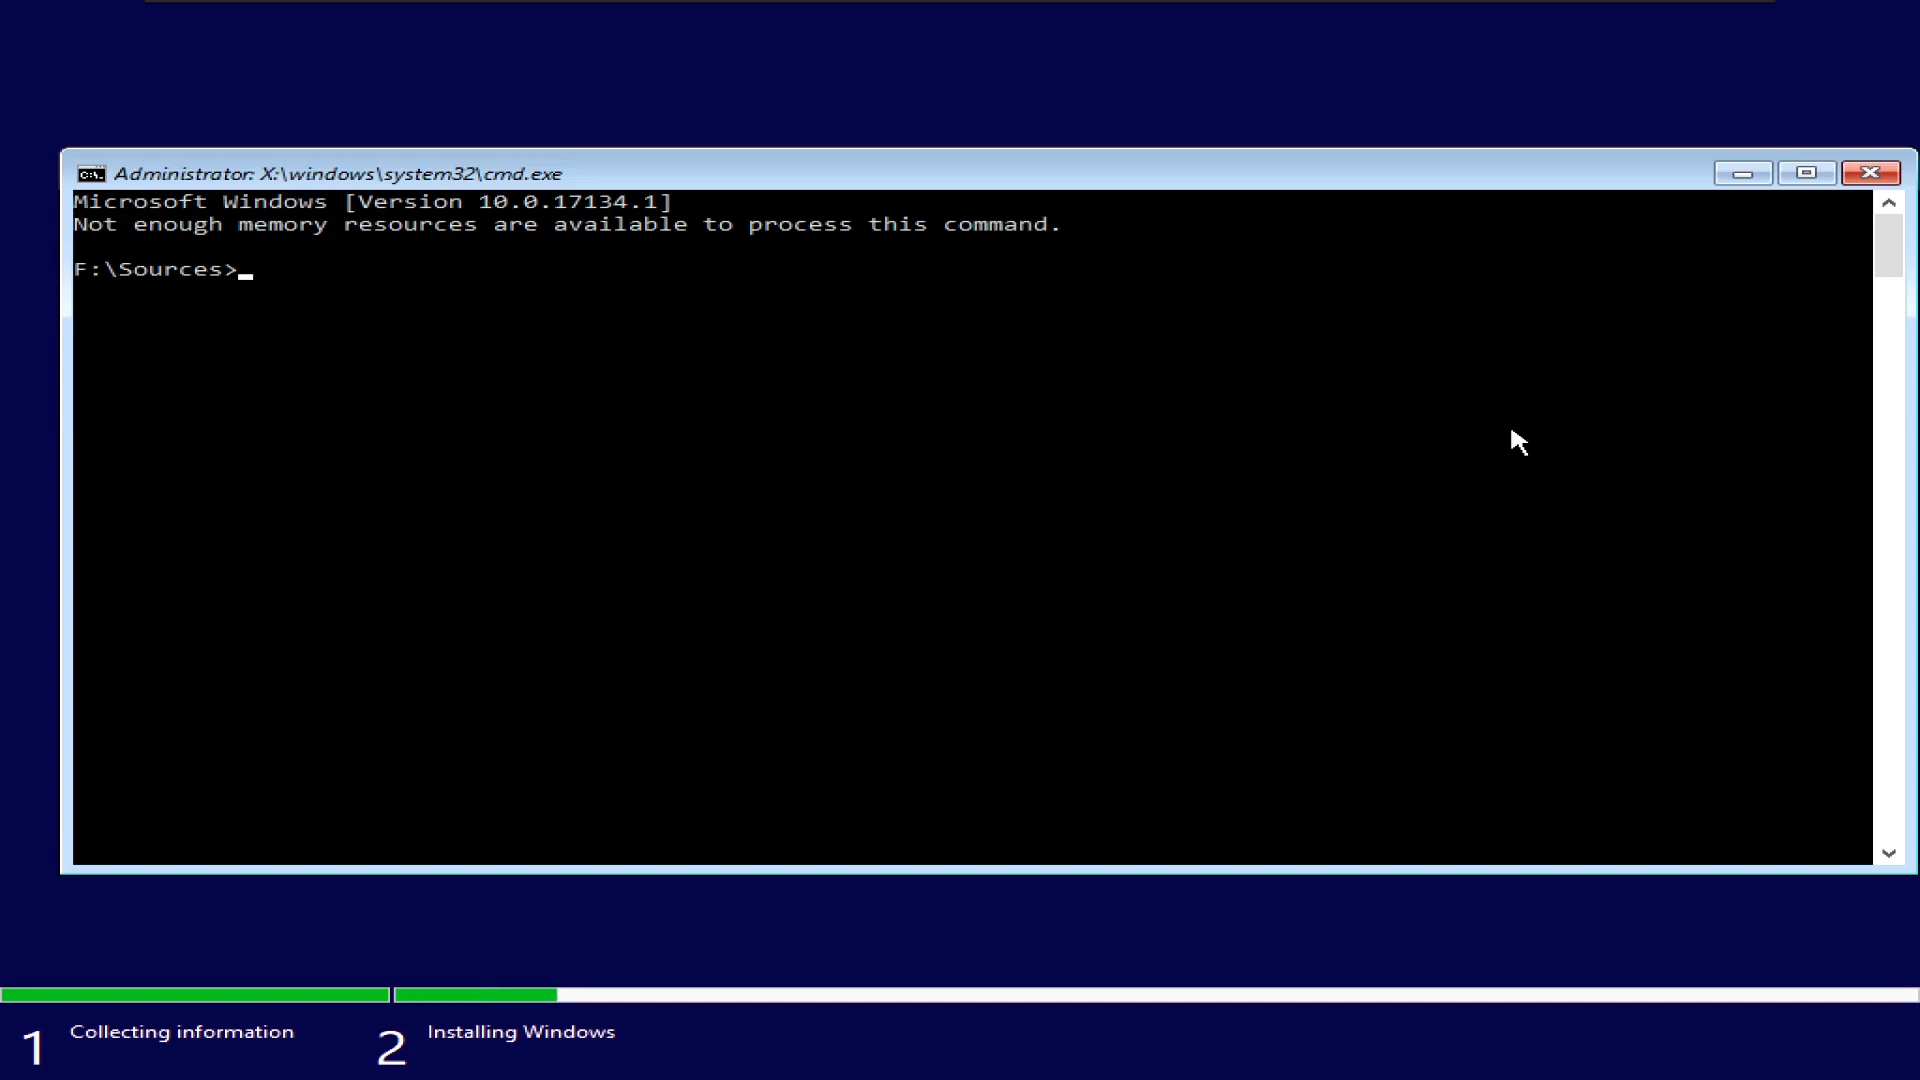 Administrator: X:\windows\system32\cmd.exe
Microsoft Windows [Version 10.0.17134.1]
Not enough memory resources are available to process this command.
F:\Sources>
1 Collecting information 2 Installing Windows